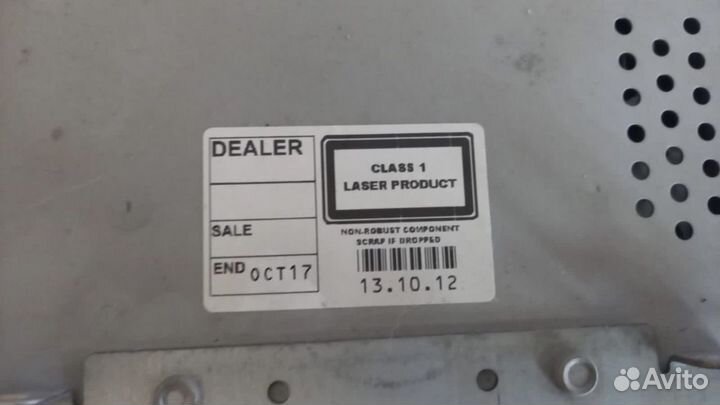 DEALER
SALE
END OCT17
CLASS 1
LASER PRODUCT
NON-ROBUST COMPONENT
SCRAP IF DROPPED
13.10.12
Avito